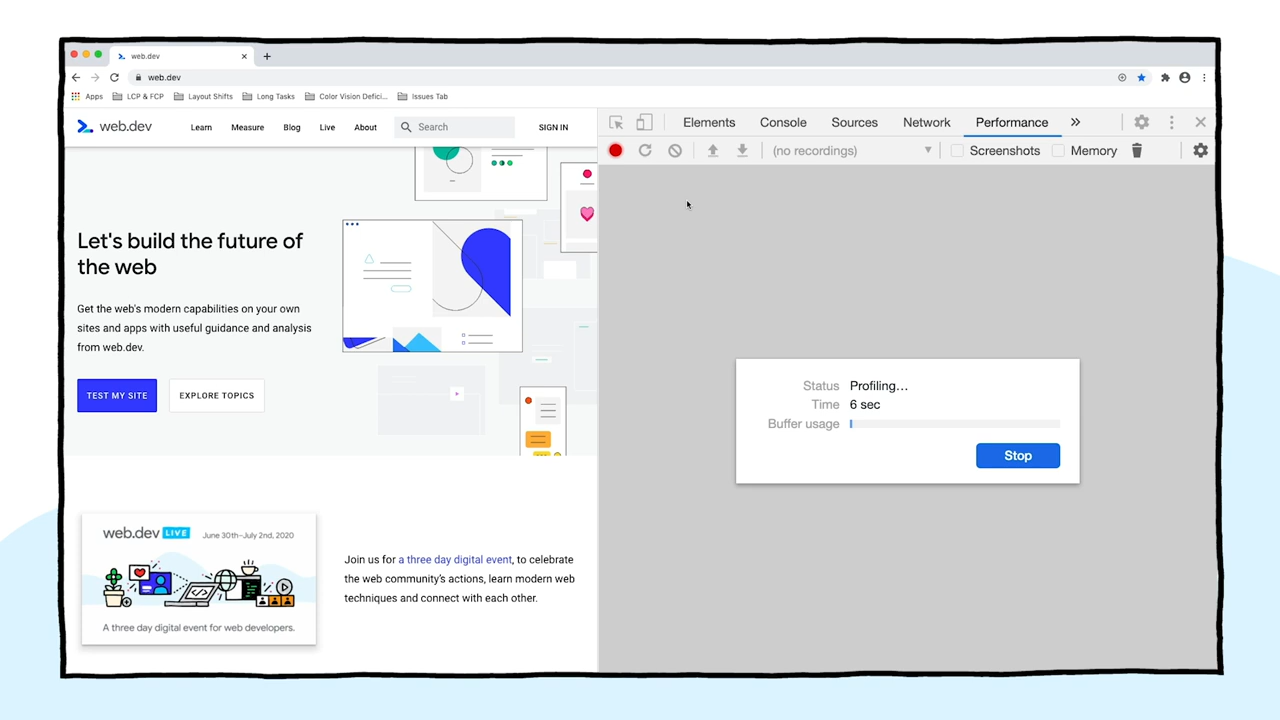 web.dev
web.dev
Apps LCP & FCP Layout Shifts Long Tasks Color Vision Defici... Issues Tab
web.dev Learn Measure Blog Live About Search SIGN IN
Elements Console Sources Network Performance
(no recordings) Screenshots Memory
Let's build the future of
the web
Get the web's modern capabilities on your own
sites and apps with useful guidance and analysis
from web.dev.
TEST MY SITE EXPLORE TOPICS
Status Profiling…
Time 6 sec
Buffer usage
Stop
web.dev LIVE June 30th-July 2nd, 2020
A three day digital event for web developers.
Join us for a three day digital event, to celebrate
the web community's actions, learn modern web
techniques and connect with each other.